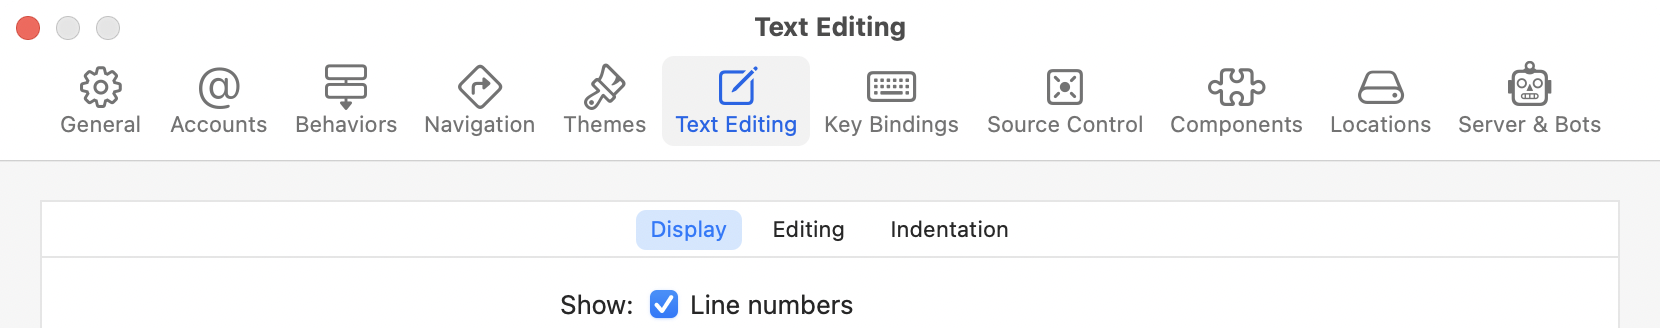 Text Editing
General Accounts Behaviors Navigation Themes Text Editing Key Bindings Source Control Components Locations Server & Bots
Display Editing Indentation
Show: Line numbers